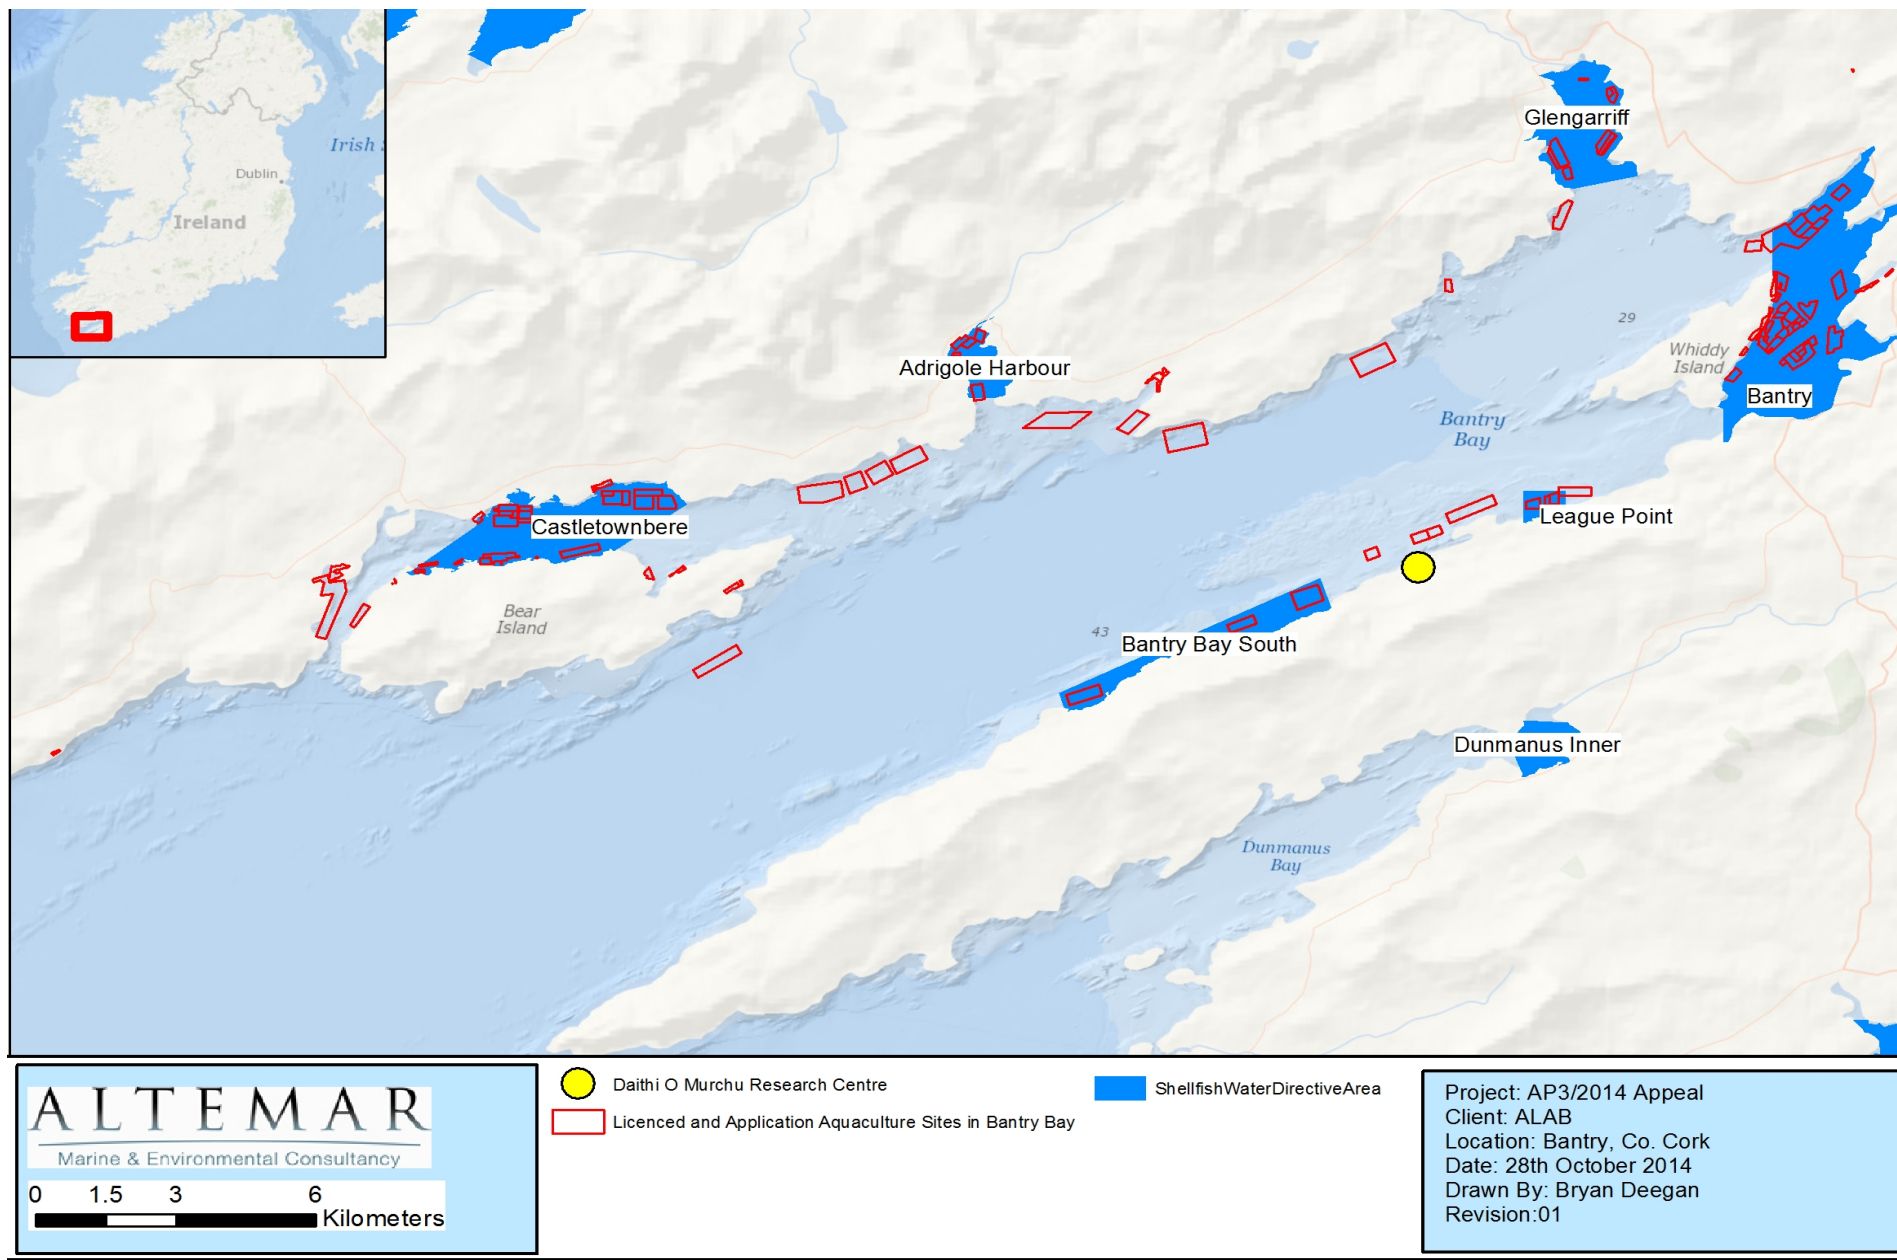 Irish
Dublin
Ireland
Glengarriff
29
Whiddy
Island
Adrigole Harbour
Bantry
Bantry
Bay
League Point
Castletownbere
Bear
Island
43
Bantry Bay South
Dunmanus Inner
Dunmanus
Bay
ALTEMAR
Marine & Environmental Consultancy
0 1.5 3 6
Kilometers
Daithi O Murchu Research Centre
Licenced and Application Aquaculture Sites in Bantry Bay
ShellfishWaterDirectiveArea
Project: AP3/2014 Appeal
Client: ALAB
Location: Bantry, Co. Cork
Date: 28th October 2014
Drawn By: Bryan Deegan
Revision:01